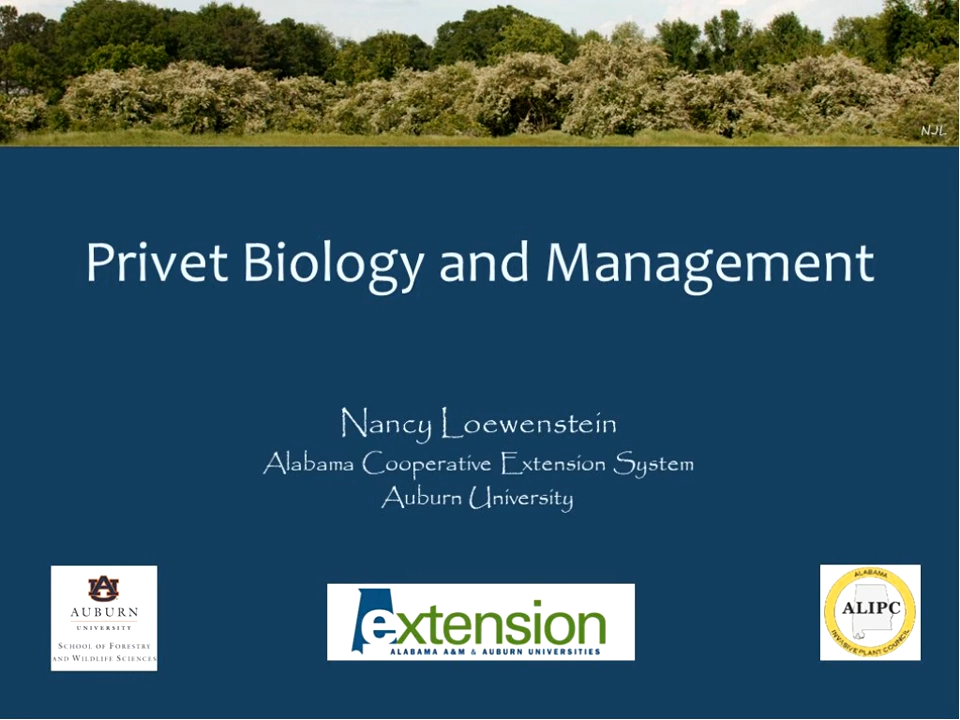 NJL
Privet Biology and Management
Nancy Loewenstein
Alabama Cooperative Extension System
Auburn University
AUBURN
UNIVERSITY
SCHOOL OF FORESTRY
AND WILDLIFE SCIENCES
extension
ALABAMA A&M & AUBURN UNIVERSITIES
ALABAMA
ALIPC
INVASIVE PLANT COUNCIL